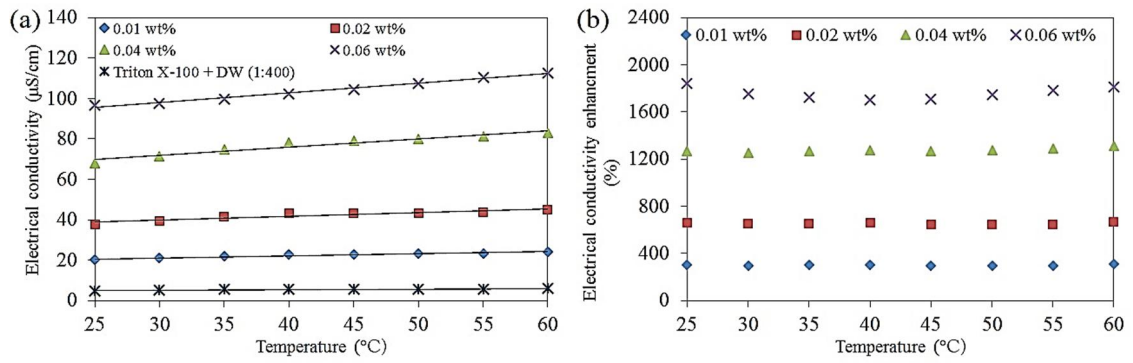 (a)
140
120
100
80
60
40
20
0
Electrical conductivity (μS/cm)
0.01 wt%
0.02 wt%
0.04 wt%
0.06 wt%
Triton X-100 + DW (1:400)
25 30 35 40 45 50 55 60
Temperature (°C)
(b)
2400
2000
1600
1200
800
400
0
Electrical conductivity enhancment
(%)
0.01 wt% 0.02 wt% 0.04 wt% 0.06 wt%
25 30 35 40 45 50 55 60
Temperature (°C)